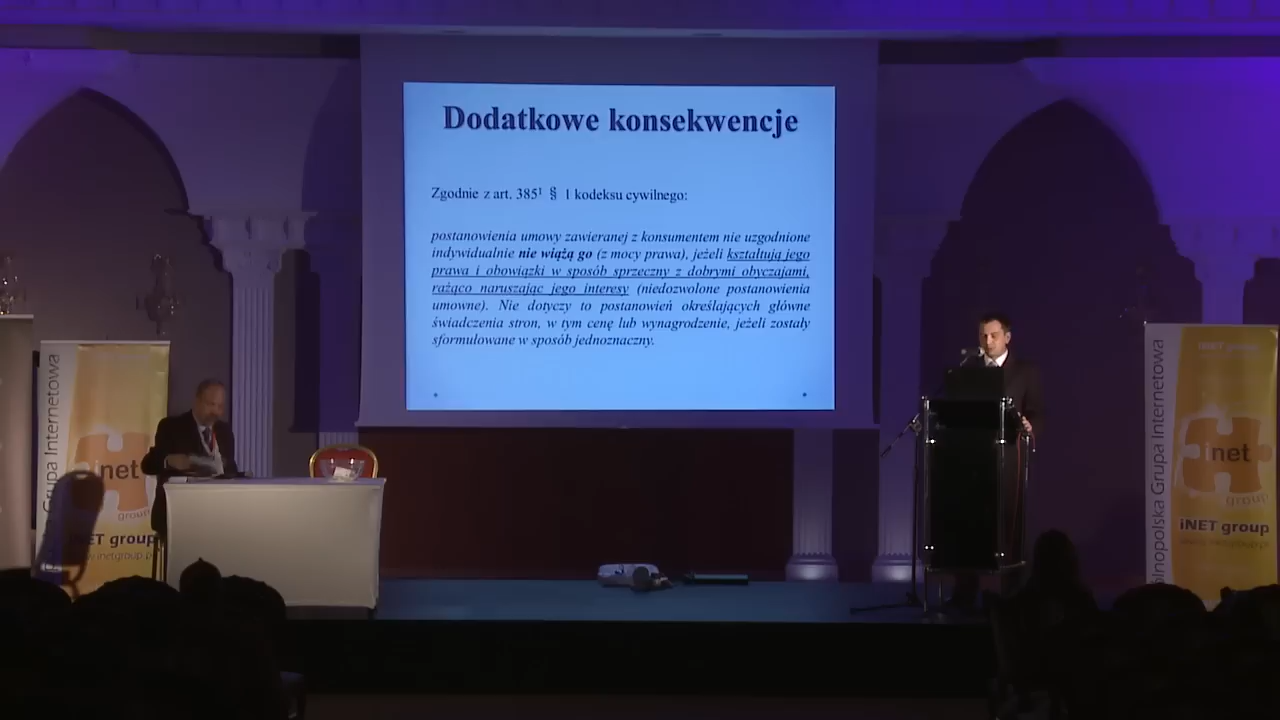 Dodatkowe konsekwencje
Zgodnie z art. 385¹ § 1 kodeksu cywilnego:
postanowienia umowy zawieranej z konsumentem nie uzgodnione
indywidualnie nie wiążą go (z mocy prawa), jeżeli kształtują jego
prawa i obowiązki w sposób sprzeczny z dobrymi obyczajami,
rażąco naruszając jego interesy (niedozwolone postanowienia
umowne). Nie dotyczy to postanowień określających główne
świadczenia stron, w tym cenę lub wynagrodzenie, jeżeli zostały
sformułowane w sposób jednoznaczny.
Grupa Internetowa
inet
group
iNET group
ólnopolska Grupa Internetowa
iNET group
inet
group
iNET group